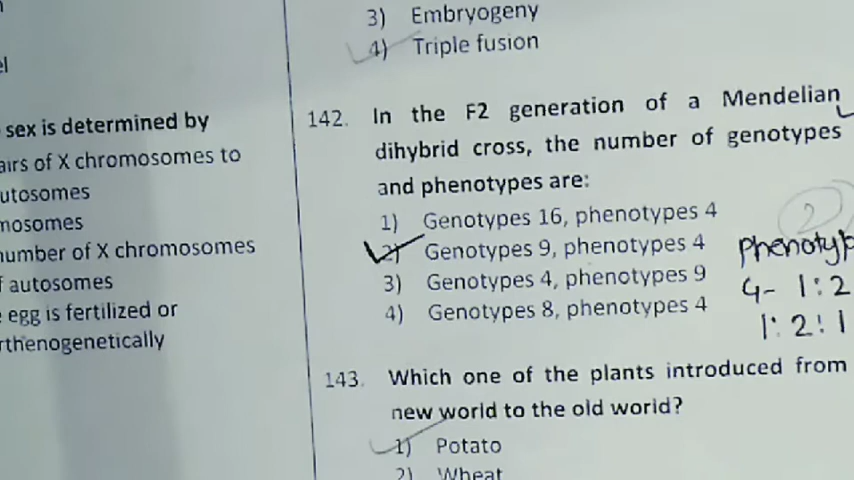 el
sex is determined by
airs of X chromosomes to
utosomes
mosomes
number of X chromosomes
f autosomes
egg is fertilized or
rthenogenetically
3) Embryogeny
4) Triple fusion
142. In the F2 generation of a Mendelian
dihybrid cross, the number of genotypes
and phenotypes are:
1) Genotypes 16, phenotypes 4
2) Genotypes 9, phenotypes 4
3) Genotypes 4, phenotypes 9
4) Genotypes 8, phenotypes 4
2
phenotyp
G- 1:2
1:2:1
143. Which one of the plants introduced from
new world to the old world?
1) Potato
2) Wheat